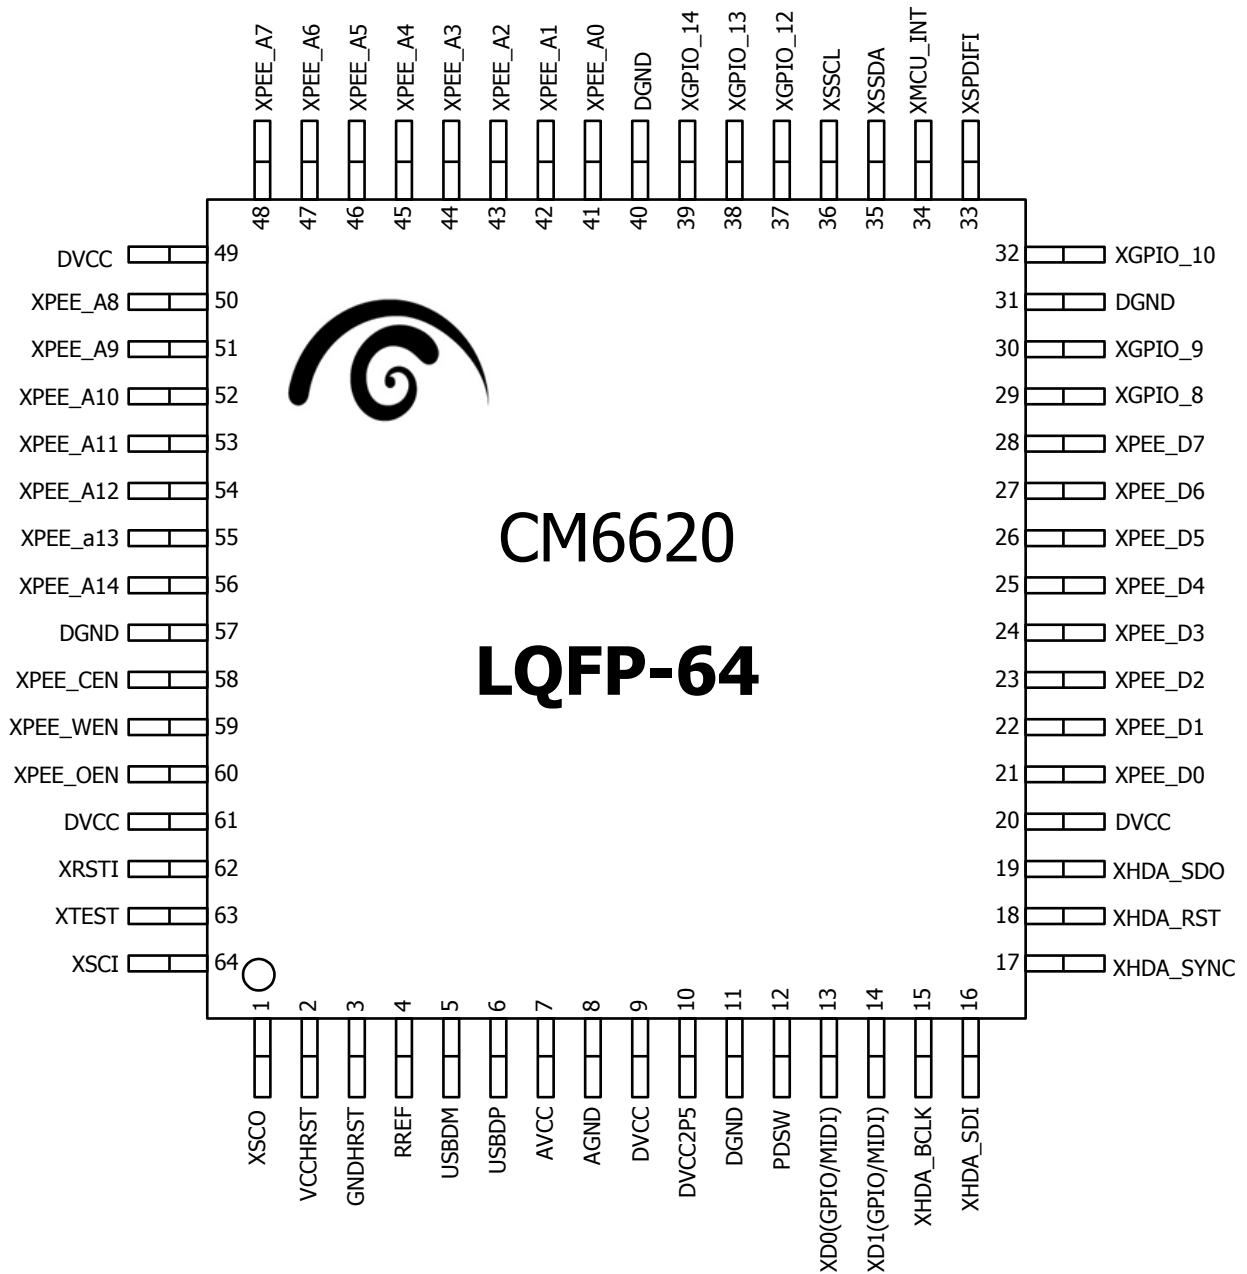 XPEE_A7
XPEE_A6
XPEE_A5
XPEE_A4
XPEE_A3
XPEE_A2
XPEE_A1
XPEE_A0
DGND
XGPIO_14
XGPIO_13
XGPIO_12
XSSCL
XSSDA
XMCU_INT
XSPDIFI
48
47
46
45
44
43
42
41
40
39
38
37
36
35
34
33
DVCC 49
XPEE_A8 50
XPEE_A9 51
XPEE_A10 52
XPEE_A11 53
XPEE_A12 54
XPEE_a13 55
XPEE_A14 56
DGND 57
XPEE_CEN 58
XPEE_WEN 59
XPEE_OEN 60
DVCC 61
XRSTI 62
XTEST 63
XSCI 64
CM6620
LQFP-64
32 XGPIO_10
31 DGND
30 XGPIO_9
29 XGPIO_8
28 XPEE_D7
27 XPEE_D6
26 XPEE_D5
25 XPEE_D4
24 XPEE_D3
23 XPEE_D2
22 XPEE_D1
21 XPEE_D0
20 DVCC
19 XHDA_SDO
18 XHDA_RST
17 XHDA_SYNC
1
2
3
4
5
6
7
8
9
10
11
12
13
14
15
16
XSCO
VCCHRST
GNDHRST
RREF
USBDM
USBDP
AVCC
AGND
DVCC
DVCC2P5
DGND
PDSW
XD0(GPIO/MIDI)
XD1(GPIO/MIDI)
XHDA_BCLK
XHDA_SDI